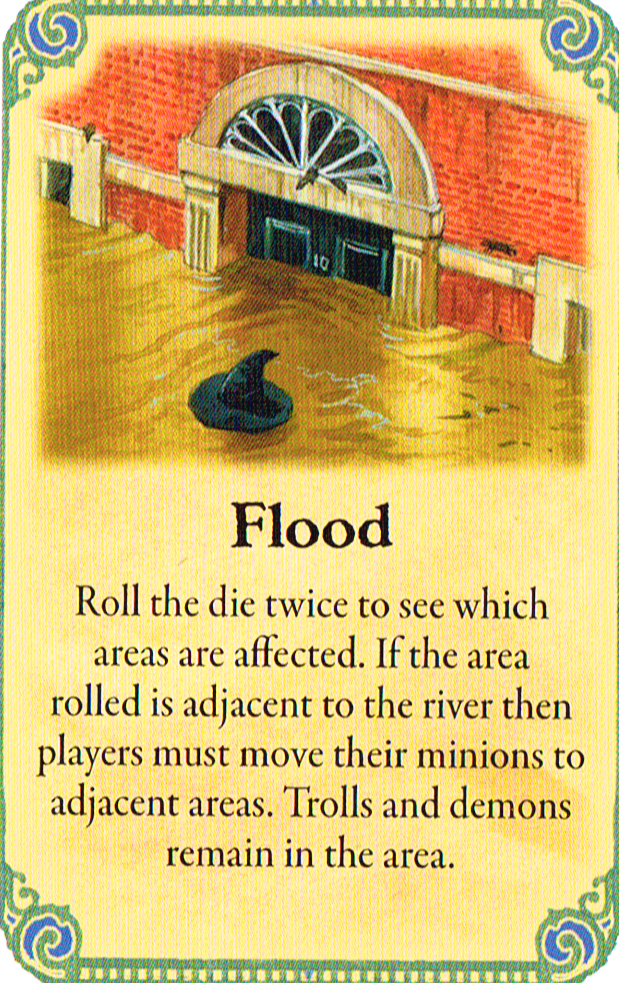 10
Flood
Roll the die twice to see which
areas are affected. If the area
rolled is adjacent to the river then
players must move their minions to
adjacent areas. Trolls and demons
remain in the area.